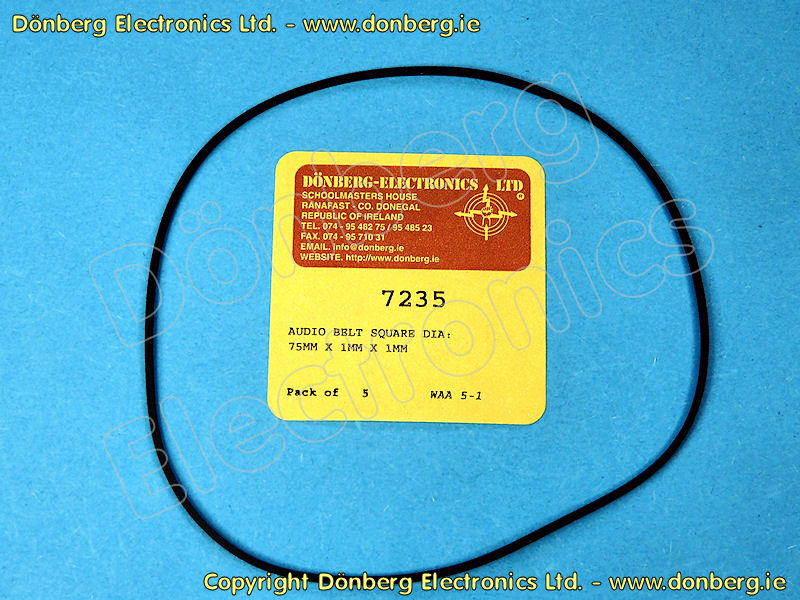 Dönberg Electronics Ltd. - www.donberg.ie
DÖNBERG-ELECTRONICS LTD
®
SCHOOLMASTERS HOUSE
RANAFAST - CO. DONEGAL
REPUBLIC OF IRELAND
TEL. 074 - 95 482 75 / 95 485 23
FAX. 074 - 95 710 31
EMAIL. info@donberg.ie
WEBSITE. http://www.donberg.ie
7235
AUDIO BELT SQUARE DIA:
75MM X 1MM X 1MM
Pack of 5 WAA 5-1
Dönberg
Electronics
Copyright Dönberg Electronics Ltd. - www.donberg.ie